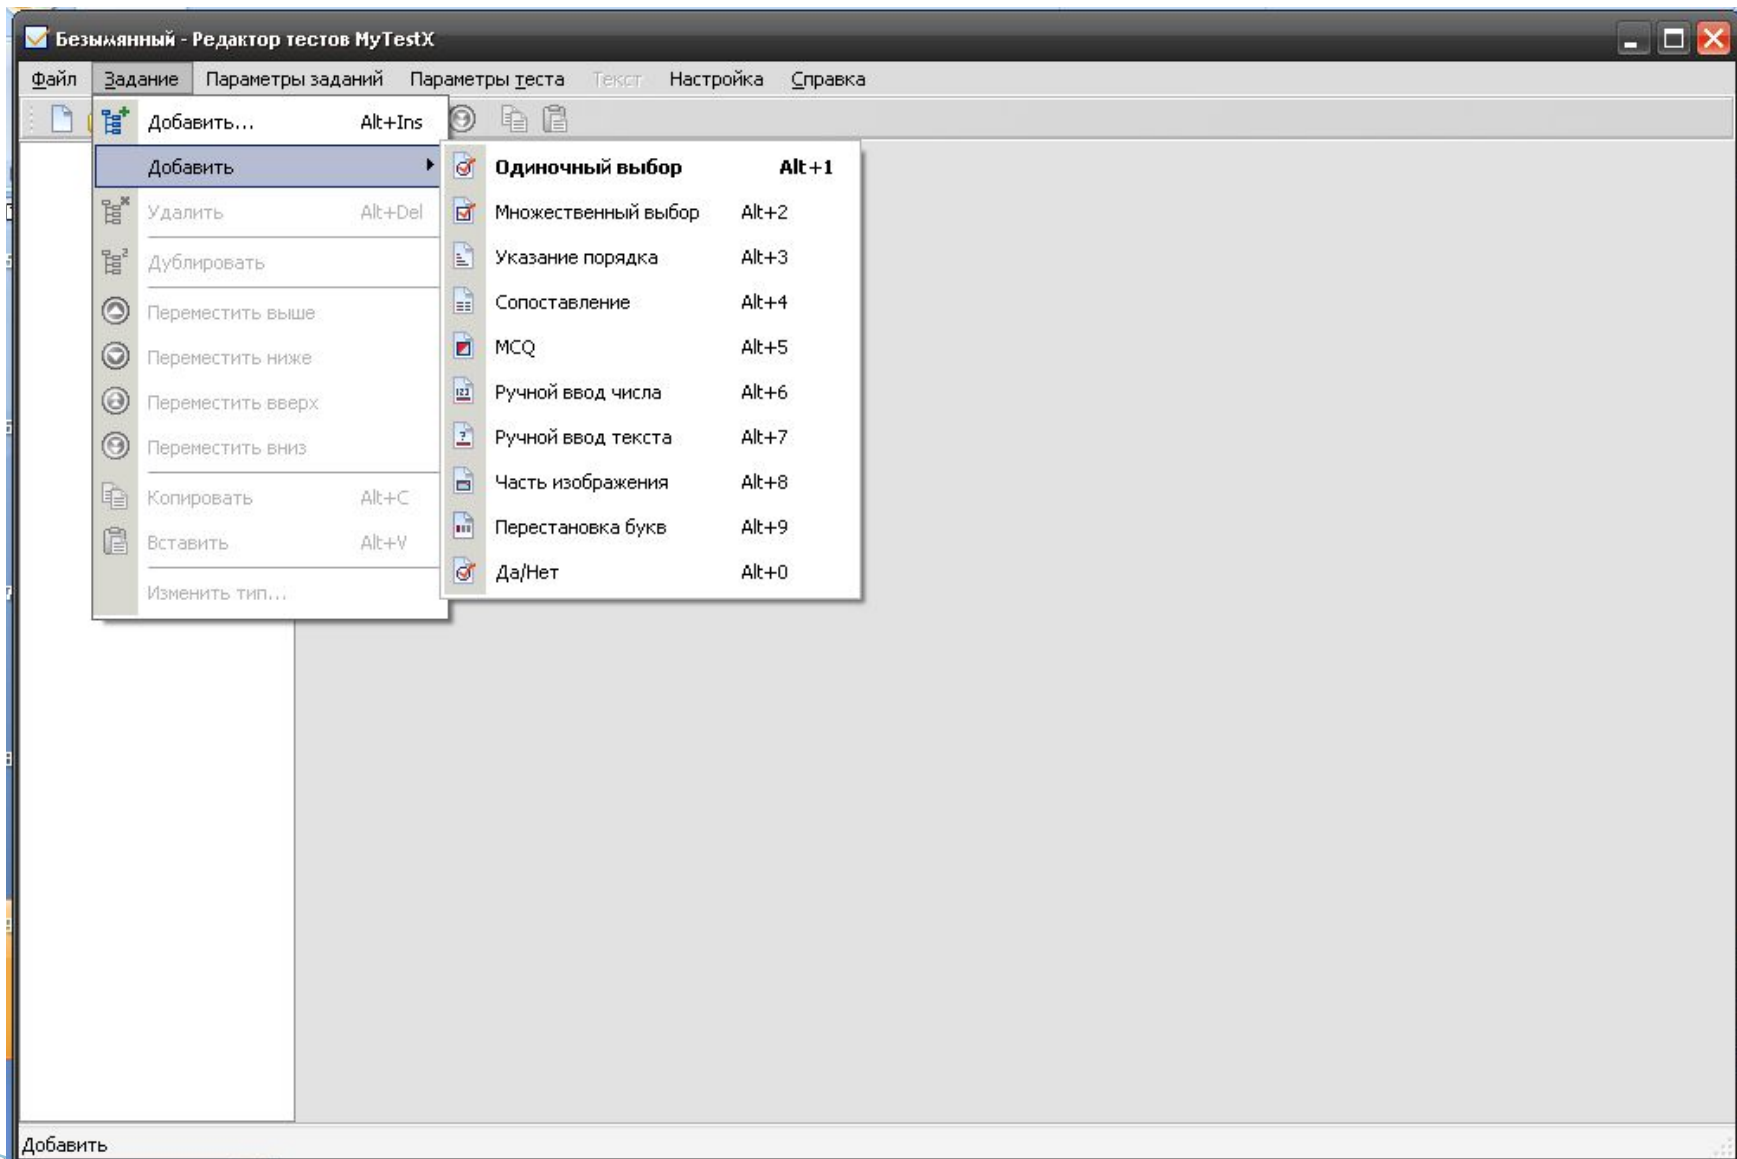 Безымянный - Редактор тестов MyTestX
Файл Задание Параметры заданий Параметры теста Текст Настройка Справка
Добавить... Alt+Ins
Добавить
Удалить Alt+Del
Дублировать
Переместить выше
Переместить ниже
Переместить вверх
Переместить вниз
Копировать Alt+C
Вставить Alt+V
Изменить тип...
Одиночный выбор Alt+1
Множественный выбор Alt+2
Указание порядка Alt+3
Сопоставление Alt+4
MCQ Alt+5
Ручной ввод числа Alt+6
Ручной ввод текста Alt+7
Часть изображения Alt+8
Перестановка букв Alt+9
Да/Нет Alt+0
Добавить